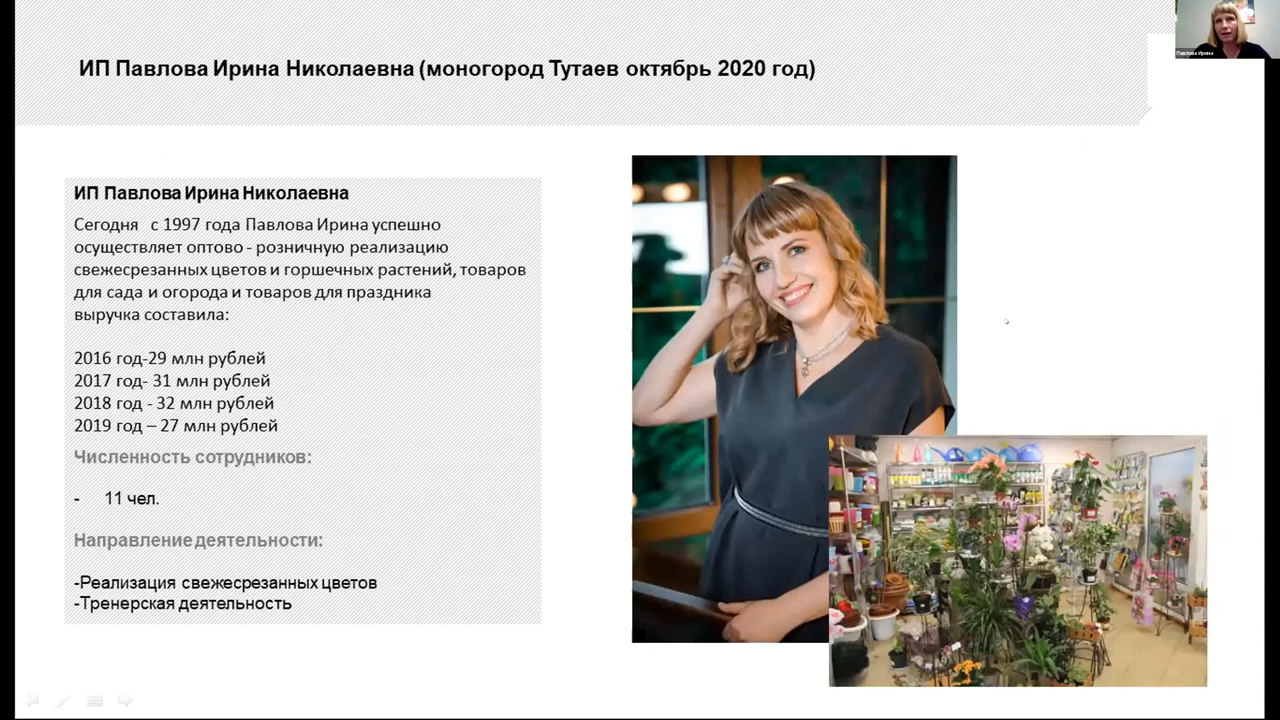 ИП Павлова Ирина Николаевна (моногород Тутаев октябрь 2020 год)
Павлова Ирина
ИП Павлова Ирина Николаевна
Сегодня с 1997 года Павлова Ирина успешно
осуществляет оптово - розничную реализацию
свежесрезанных цветов и горшечных растений, товаров
для сада и огорода и товаров для праздника
выручка составила:
2016 год-29 млн рублей
2017 год- 31 млн рублей
2018 год - 32 млн рублей
2019 год – 27 млн рублей
Численность сотрудников:
- 11 чел.
Направление деятельности:
-Реализация свежесрезанных цветов
-Тренерская деятельность